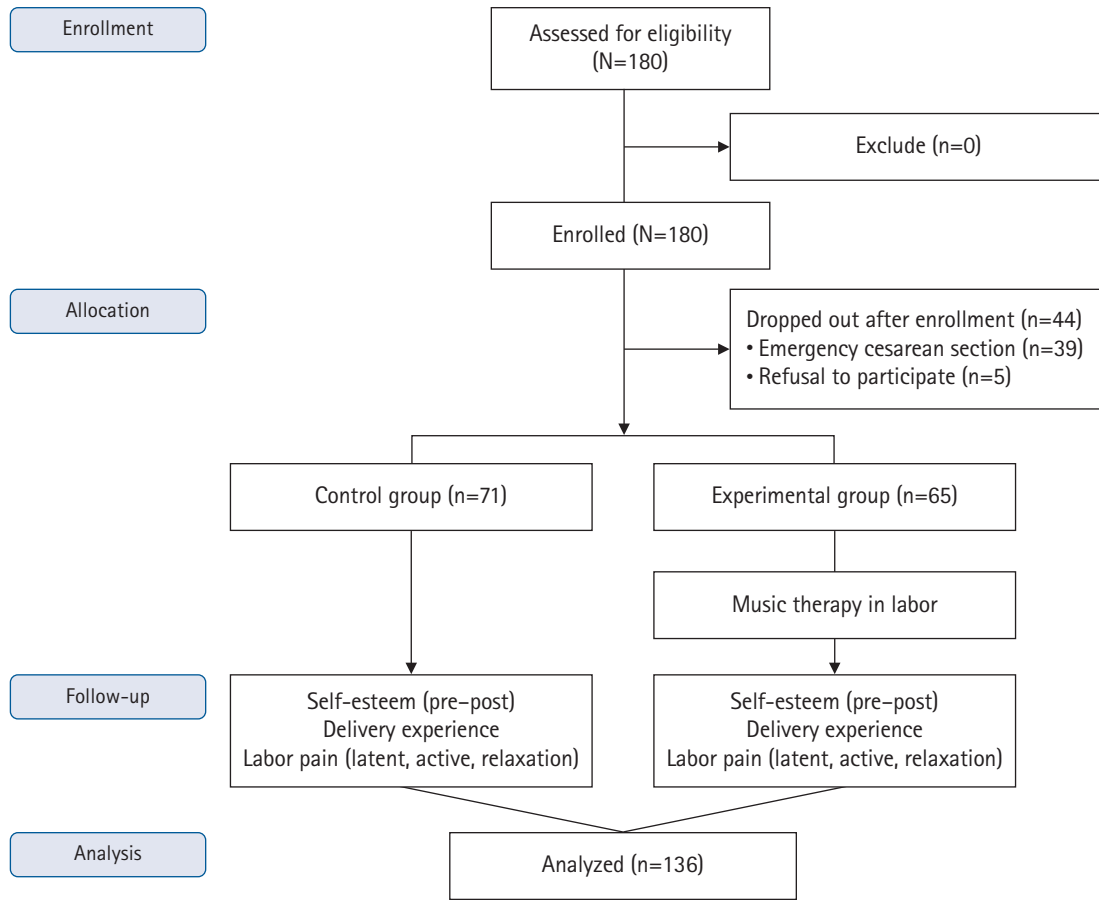 Enrollment
Assessed for eligibility
(N=180)
Exclude (n=0)
Enrolled (N=180)
Allocation
Dropped out after enrollment (n=44)
• Emergency cesarean section (n=39)
• Refusal to participate (n=5)
Control group (n=71)
Experimental group (n=65)
Music therapy in labor
Follow-up
Self-esteem (pre–post)
Delivery experience
Labor pain (latent, active, relaxation)
Self-esteem (pre–post)
Delivery experience
Labor pain (latent, active, relaxation)
Analysis
Analyzed (n=136)